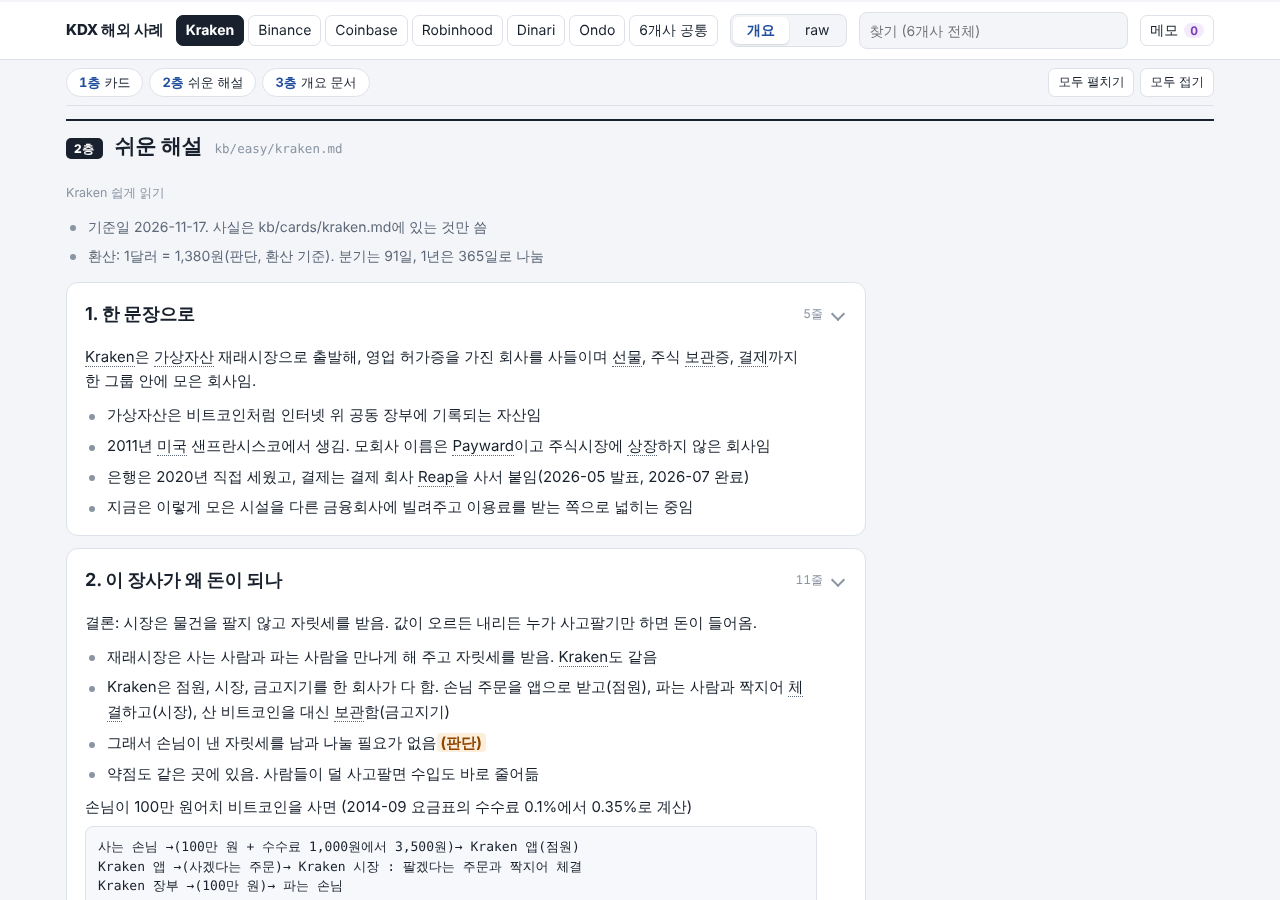 KDX 해외 사례 Kraken Binance Coinbase Robinhood Dinari Ondo 6개사 공통 개요 raw 찾기 (6개사 전체) 메모 0
1층 카드 2층 쉬운 해설 3층 개요 문서 모두 펼치기 모두 접기
2층 쉬운 해설 kb/easy/kraken.md
Kraken 쉽게 읽기
기준일 2026-11-17. 사실은 kb/cards/kraken.md에 있는 것만 씀
환산: 1달러 = 1,380원(판단, 환산 기준). 분기는 91일, 1년은 365일로 나눔
1. 한 문장으로 5줄
Kraken은 가상자산 재래시장으로 출발해, 영업 허가증을 가진 회사를 사들이며 선물, 주식 보관증, 결제까지
한 그룹 안에 모은 회사임.
가상자산은 비트코인처럼 인터넷 위 공동 장부에 기록되는 자산임
2011년 미국 샌프란시스코에서 생김. 모회사 이름은 Payward이고 주식시장에 상장하지 않은 회사임
은행은 2020년 직접 세웠고, 결제는 결제 회사 Reap을 사서 붙임(2026-05 발표, 2026-07 완료)
지금은 이렇게 모은 시설을 다른 금융회사에 빌려주고 이용료를 받는 쪽으로 넓히는 중임
2. 이 장사가 왜 돈이 되나 11줄
결론: 시장은 물건을 팔지 않고 자릿세를 받음. 값이 오르든 내리든 누가 사고팔기만 하면 돈이 들어옴.
재래시장은 사는 사람과 파는 사람을 만나게 해 주고 자릿세를 받음. Kraken도 같음
Kraken은 점원, 시장, 금고지기를 한 회사가 다 함. 손님 주문을 앱으로 받고(점원), 파는 사람과 짝지어 체
결하고(시장), 산 비트코인을 대신 보관함(금고지기)
그래서 손님이 낸 자릿세를 남과 나눌 필요가 없음(판단)
약점도 같은 곳에 있음. 사람들이 덜 사고팔면 수입도 바로 줄어듦
손님이 100만 원어치 비트코인을 사면 (2014-09 요금표의 수수료 0.1%에서 0.35%로 계산)
사는 손님 →(100만 원 + 수수료 1,000원에서 3,500원)→ Kraken 앱(점원)
Kraken 앱 →(사겠다는 주문)→ Kraken 시장 : 팔겠다는 주문과 짝지어 체결
Kraken 장부 →(100만 원)→ 파는 손님